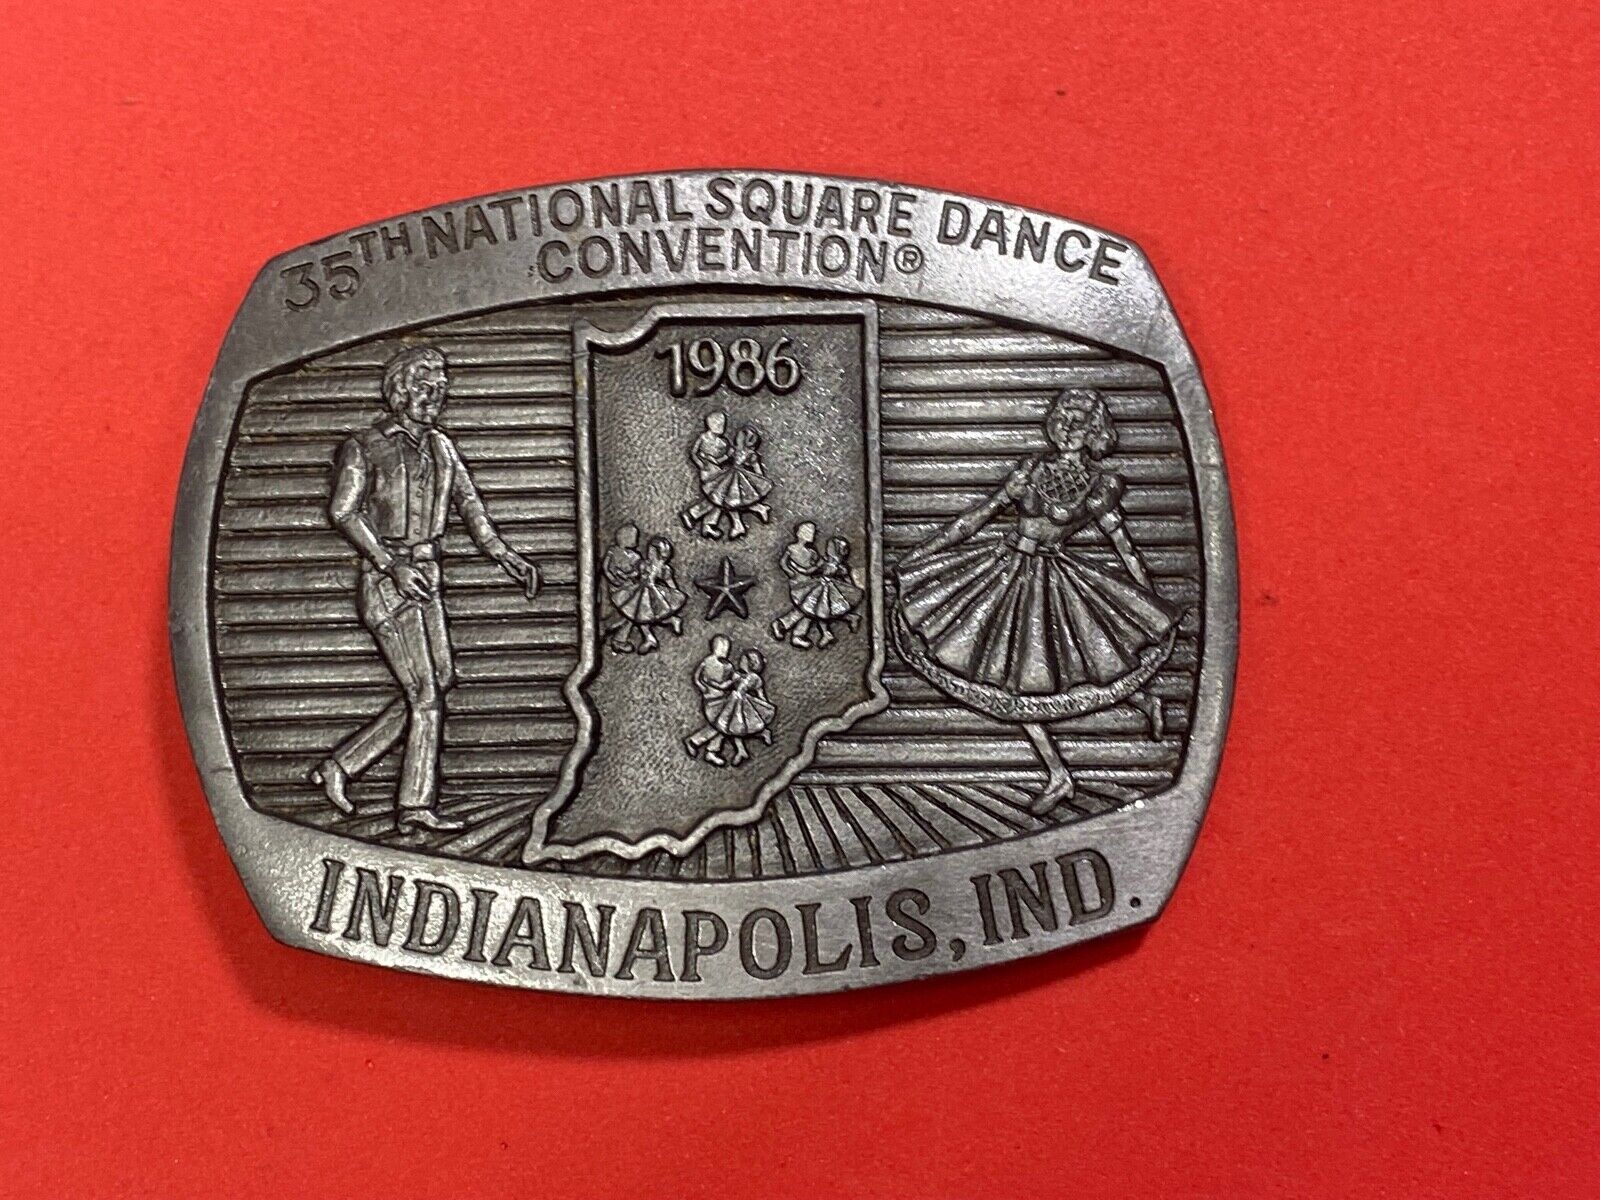 35TH NATIONAL SQUARE DANCE
CONVENTION®
1986
INDIANAPOLIS, IND.